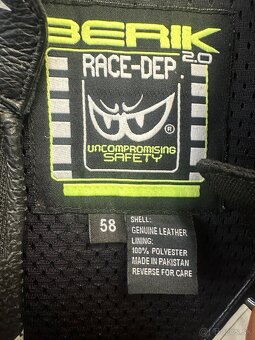 BERIK
2.0
RACE-DEP.
®
UNCOMPROMISING
SAFETY
58
SHELL:
GENUINE LEATHER
LINING:
100% POLYESTER
MADE IN PAKISTAN
REVERSE FOR CARE